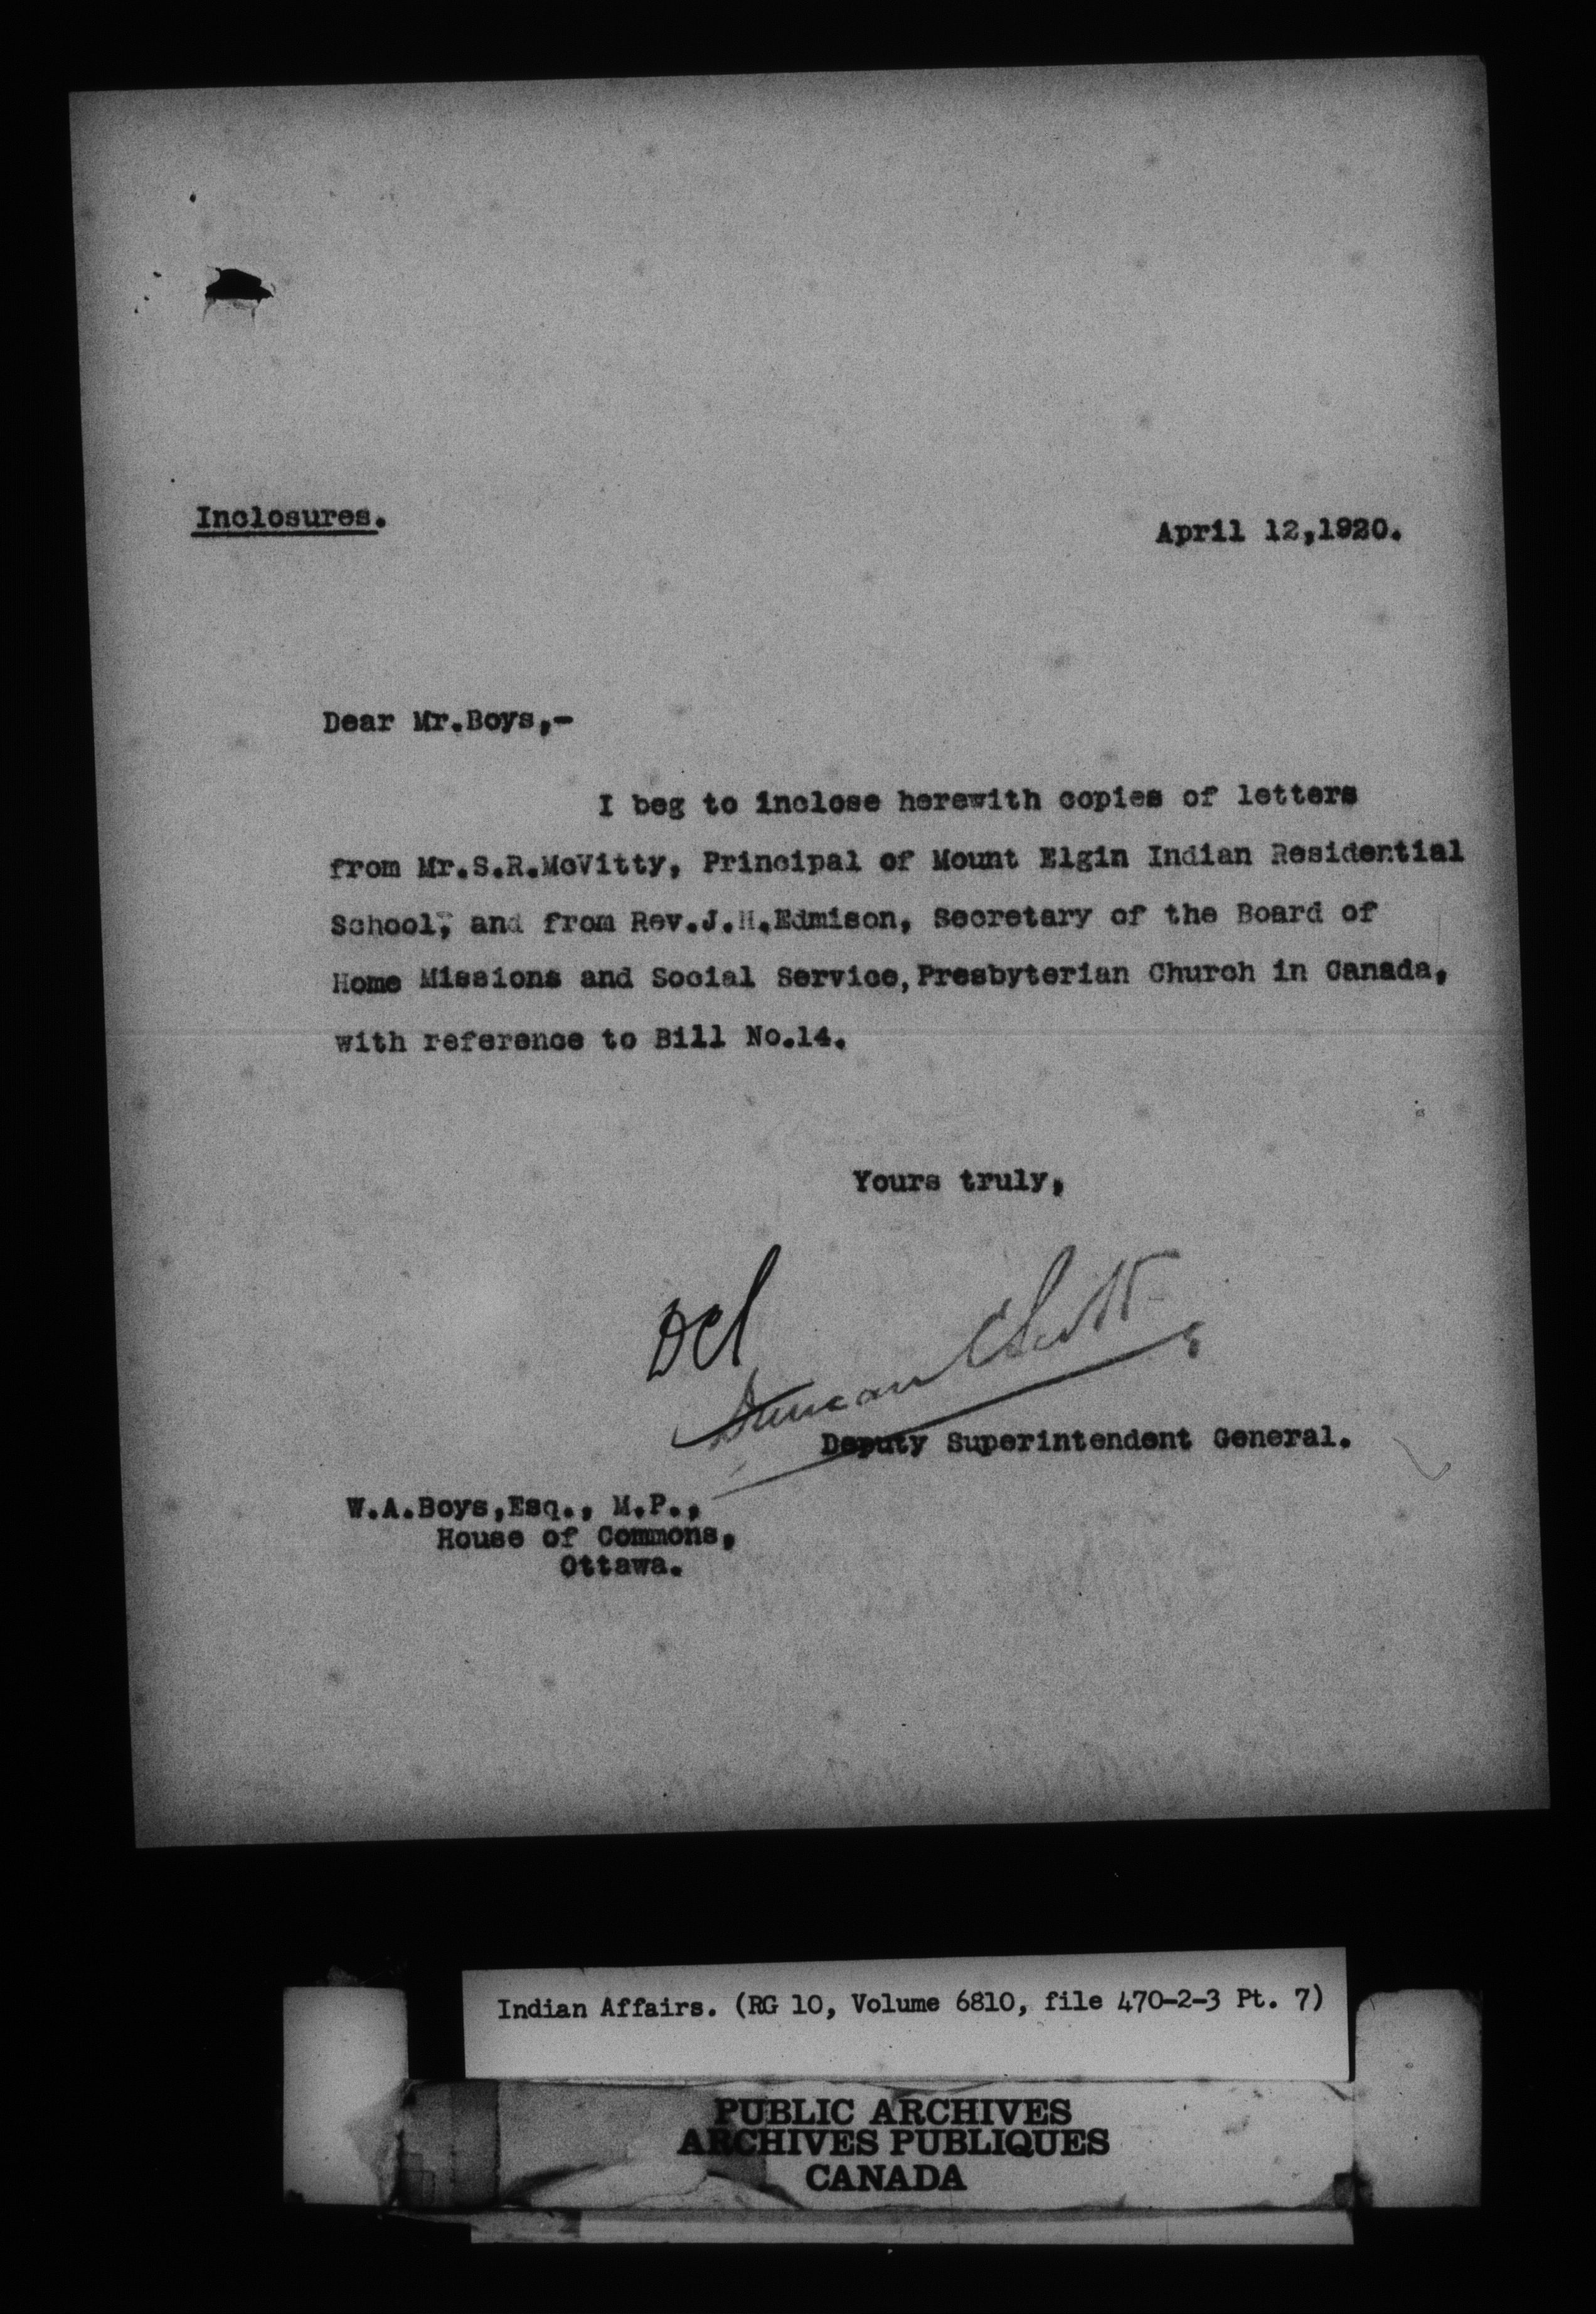 Inclosures.
April 12,1920.
Dear Mr.Boys,-
I beg to inclose herewith copies of letters
from Mr.S.R.McVitty, Principal of Mount Elgin Indian Residential
School, and from Rev.J.H.Edmison, Secretary of the Board of
Home Missions and Social Service, Presbyterian Church in Canada,
with reference to Bill No.14.
Yours truly,
Duncan C Scott
Deputy Superintendent General.
W.A.Boys,Esq., M.P.,
House of Commons,
Ottawa.
Indian Affairs. (RG 10, Volume 6810, file 470-2-3 Pt. 7)
PUBLIC ARCHIVES
ARCHIVES PUBLIQUES
CANADA